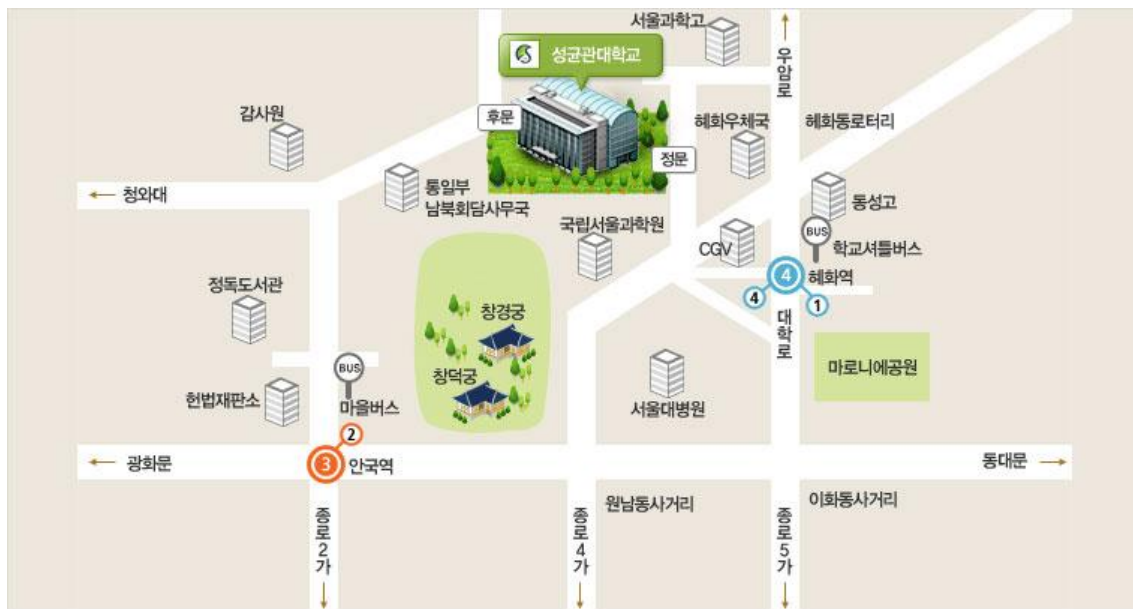 서울과학고
성균관대학교
우암로
감사원
후문
혜화우체국
혜화동로터리
정문
← 청와대
통일부
남북회담사무국
동성고
국립서울과학원
CGV
BUS
학교셔틀버스
4
혜화역
4
1
정독도서관
창경궁
대학로
마로니에공원
BUS
창덕궁
헌법재판소
마을버스
서울대병원
2
← 광화문
3
안국역
동대문 →
원남동사거리
이화동사거리
종로2가
종로4가
종로5가